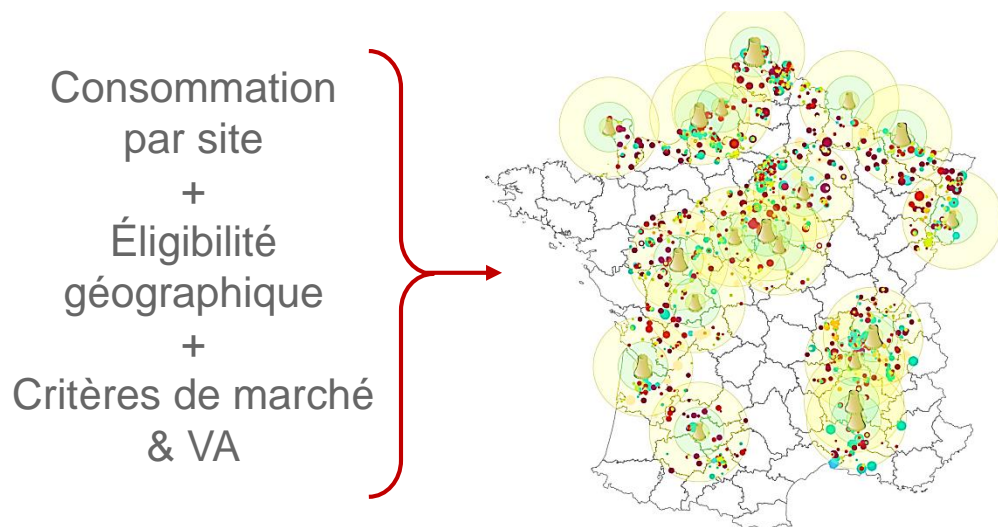 Consommation
par site
+
Éligibilité
géographique
+
Critères de marché
& VA